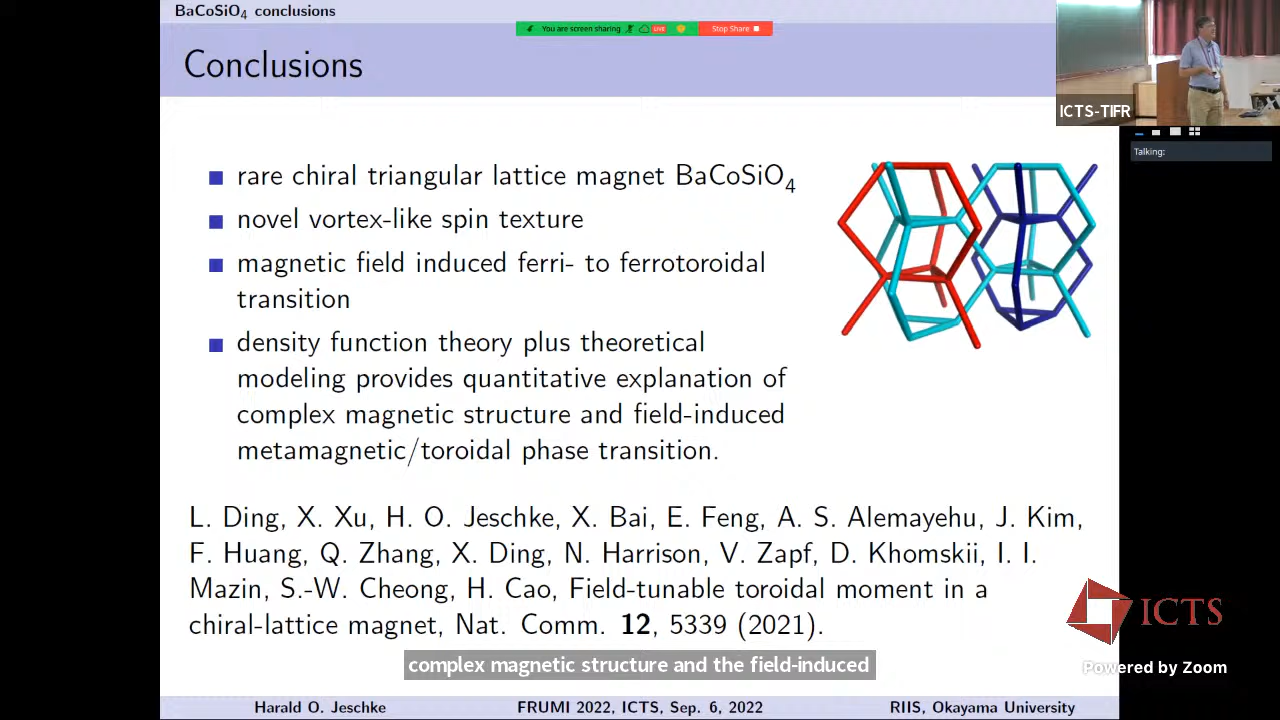 BaCoSiO4 conclusions
You are screen sharing LIVE Stop Share
Conclusions
ICTS-TIFR
Talking:
rare chiral triangular lattice magnet BaCoSiO4
novel vortex-like spin texture
magnetic field induced ferri- to ferrotoroidal
transition
density function theory plus theoretical
modeling provides quantitative explanation of
complex magnetic structure and field-induced
metamagnetic/toroidal phase transition.
L. Ding, X. Xu, H. O. Jeschke, X. Bai, E. Feng, A. S. Alemayehu, J. Kim,
F. Huang, Q. Zhang, X. Ding, N. Harrison, V. Zapf, D. Khomskii, I. I.
Mazin, S.-W. Cheong, H. Cao, Field-tunable toroidal moment in a
chiral-lattice magnet, Nat. Comm. 12, 5339 (2021).
ICTS
complex magnetic structure and the field-induced
Powered by Zoom
Harald O. Jeschke FRUMI 2022, ICTS, Sep. 6, 2022 RIIS, Okayama University